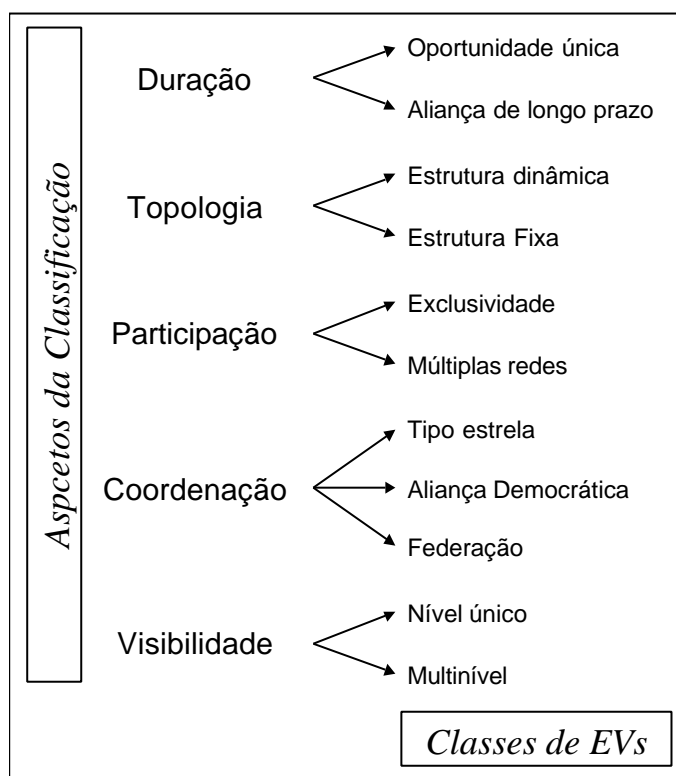 Aspcetos da Classificação
Duração
Oportunidade única
Aliança de longo prazo
Topologia
Estrutura dinâmica
Estrutura Fixa
Participação
Exclusividade
Múltiplas redes
Coordenação
Tipo estrela
Aliança Democrática
Federação
Visibilidade
Nível único
Multinível
Classes de EVs